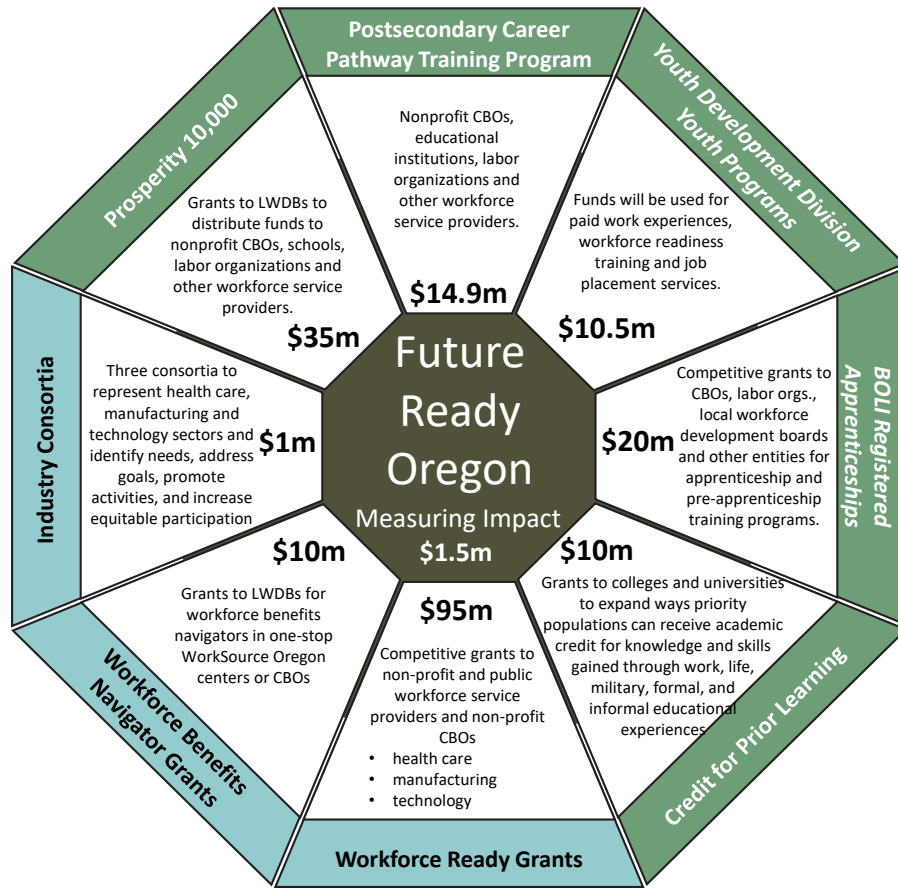 Postsecondary Career
Pathway Training Program
Nonprofit CBOs,
educational
institutions, labor
organizations and
other workforce
service providers.
$14.9m
Youth Development Division
Youth Programs
Funds will be used for
paid work experiences,
workforce readiness
training and job
placement services.
$10.5m
BOLI Registered
Apprenticeships
Competitive grants to
CBOs, labor orgs.,
local workforce
development boards
and other entities for
apprenticeship and
pre-apprenticeship
training programs.
$20m
Credit for Prior Learning
$10m
Grants to colleges and universities
to expand ways priority
populations can receive academic
credit for knowledge and skills
gained through work, life,
military, formal, and
informal educational
experiences
Workforce Ready Grants
$95m
Competitive grants to
non-profit and public
workforce service
providers and non-profit
CBOs
• health care
• manufacturing
• technology
Workforce Benefits
Navigator Grants
$10m
Grants to LWDBs for
workforce benefits
navigators in one-stop
WorkSource Oregon
centers or CBOs
Industry Consortia
Three consortia to
represent health care,
manufacturing and
technology sectors and
identify needs, address
goals, promote
activities, and increase
equitable participation
$1m
Prosperity 10,000
Grants to LWDBs to
distribute funds to
nonprofit CBOs, schools,
labor organizations and
other workforce service
providers.
$35m
Future
Ready
Oregon
Measuring Impact
$1.5m